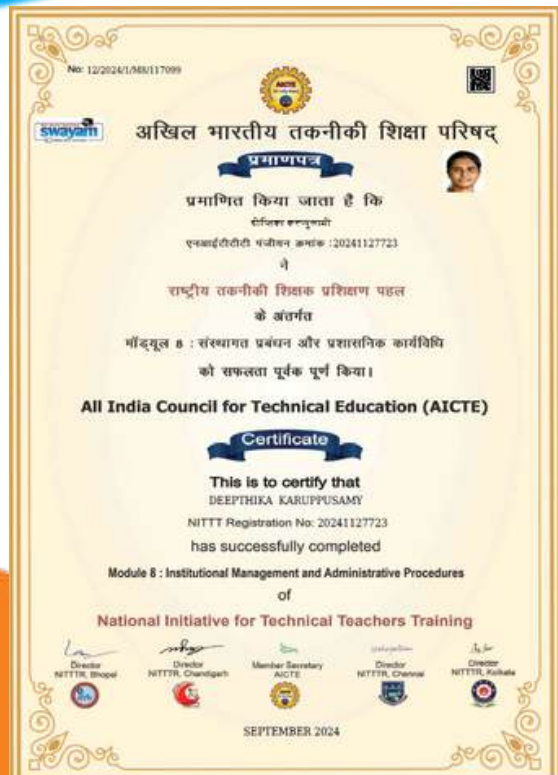 No: 12/2024/1/M8/117099
AICTE
swayam
अखिल भारतीय तकनीकी शिक्षा परिषद्
प्रमाणपत्र
प्रमाणित किया जाता है कि
एनआईटीटीटी पंजीयन क्रमांक :20241127723
ने
राष्ट्रीय तकनीकी शिक्षक प्रशिक्षण पहल
के अंतर्गत
मॉड्यूल 8 : संस्थागत प्रबंधन और प्रशासनिक कार्यविधि
को सफलता पूर्वक पूर्ण किया।
All India Council for Technical Education (AICTE)
Certificate
This is to certify that
DEEPTHIKA KARUPPUSAMY
NITTT Registration No: 20241127723
has successfully completed
Module 8 : Institutional Management and Administrative Procedures
of
National Initiative for Technical Teachers Training
Director Director Member Secretary Director Director
NITTTR, Bhopal NITTTR, Chandigarh AICTE NITTTR, Chennai NITTTR, Kolkata
SEPTEMBER 2024